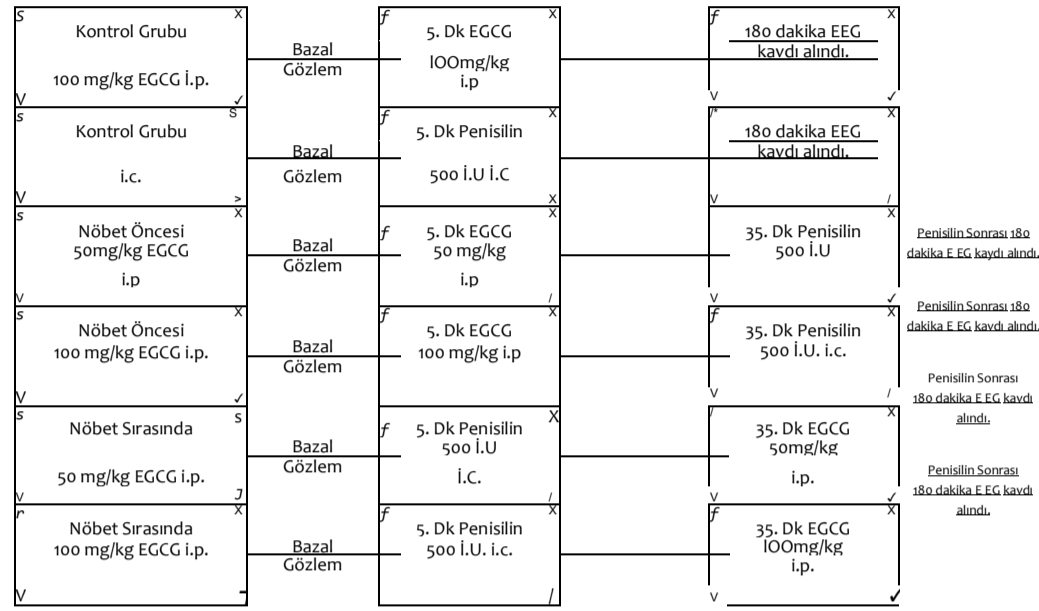 Kontrol Grubu
100 mg/kg EGCG İ.p.
Bazal
Gözlem
5. Dk EGCG
lOOmg/kg
i.p
180 dakika EEG
kavdı alındı.
Kontrol Grubu
i.c.
Bazal
Gözlem
5. Dk Penisilin
500 İ.U İ.C
180 dakika EEG
kavdı alındı.
Nöbet Öncesi
50mg/kg EGCG
i.p
Bazal
Gözlem
5. Dk EGCG
50 mg/kg
i.p
35. Dk Penisilin
500 İ.U
Penisilin Sonrası 180
dakika E EG kaydı alındı.
Nöbet Öncesi
100 mg/kg EGCG i.p.
Bazal
Gözlem
5. Dk EGCG
100 mg/kg i.p
35. Dk Penisilin
500 İ.U. i.c.
Penisilin Sonrası 180
dakika E EG kavdı alındı.
Nöbet Sırasında
50 mg/kg EGCG i.p.
Bazal
Gözlem
5. Dk Penisilin
500 İ.U
İ.C.
35. Dk EGCG
50mg/kg
i.p.
Penisilin Sonrası
180 dakika E EG kavdı
alındı.
Nöbet Sırasında
100 mg/kg EGCG i.p.
Bazal
Gözlem
5. Dk Penisilin
500 İ.U. i.c.
35. Dk EGCG
lOOmg/kg
i.p.
Penisilin Sonrası
180 dakika E EG kavdı
alındı.